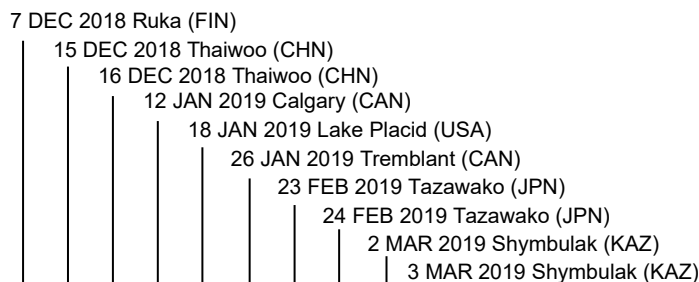 7 DEC 2018 Ruka (FIN)
15 DEC 2018 Thaiwoo (CHN)
16 DEC 2018 Thaiwoo (CHN)
12 JAN 2019 Calgary (CAN)
18 JAN 2019 Lake Placid (USA)
26 JAN 2019 Tremblant (CAN)
23 FEB 2019 Tazawako (JPN)
24 FEB 2019 Tazawako (JPN)
2 MAR 2019 Shymbulak (KAZ)
3 MAR 2019 Shymbulak (KAZ)